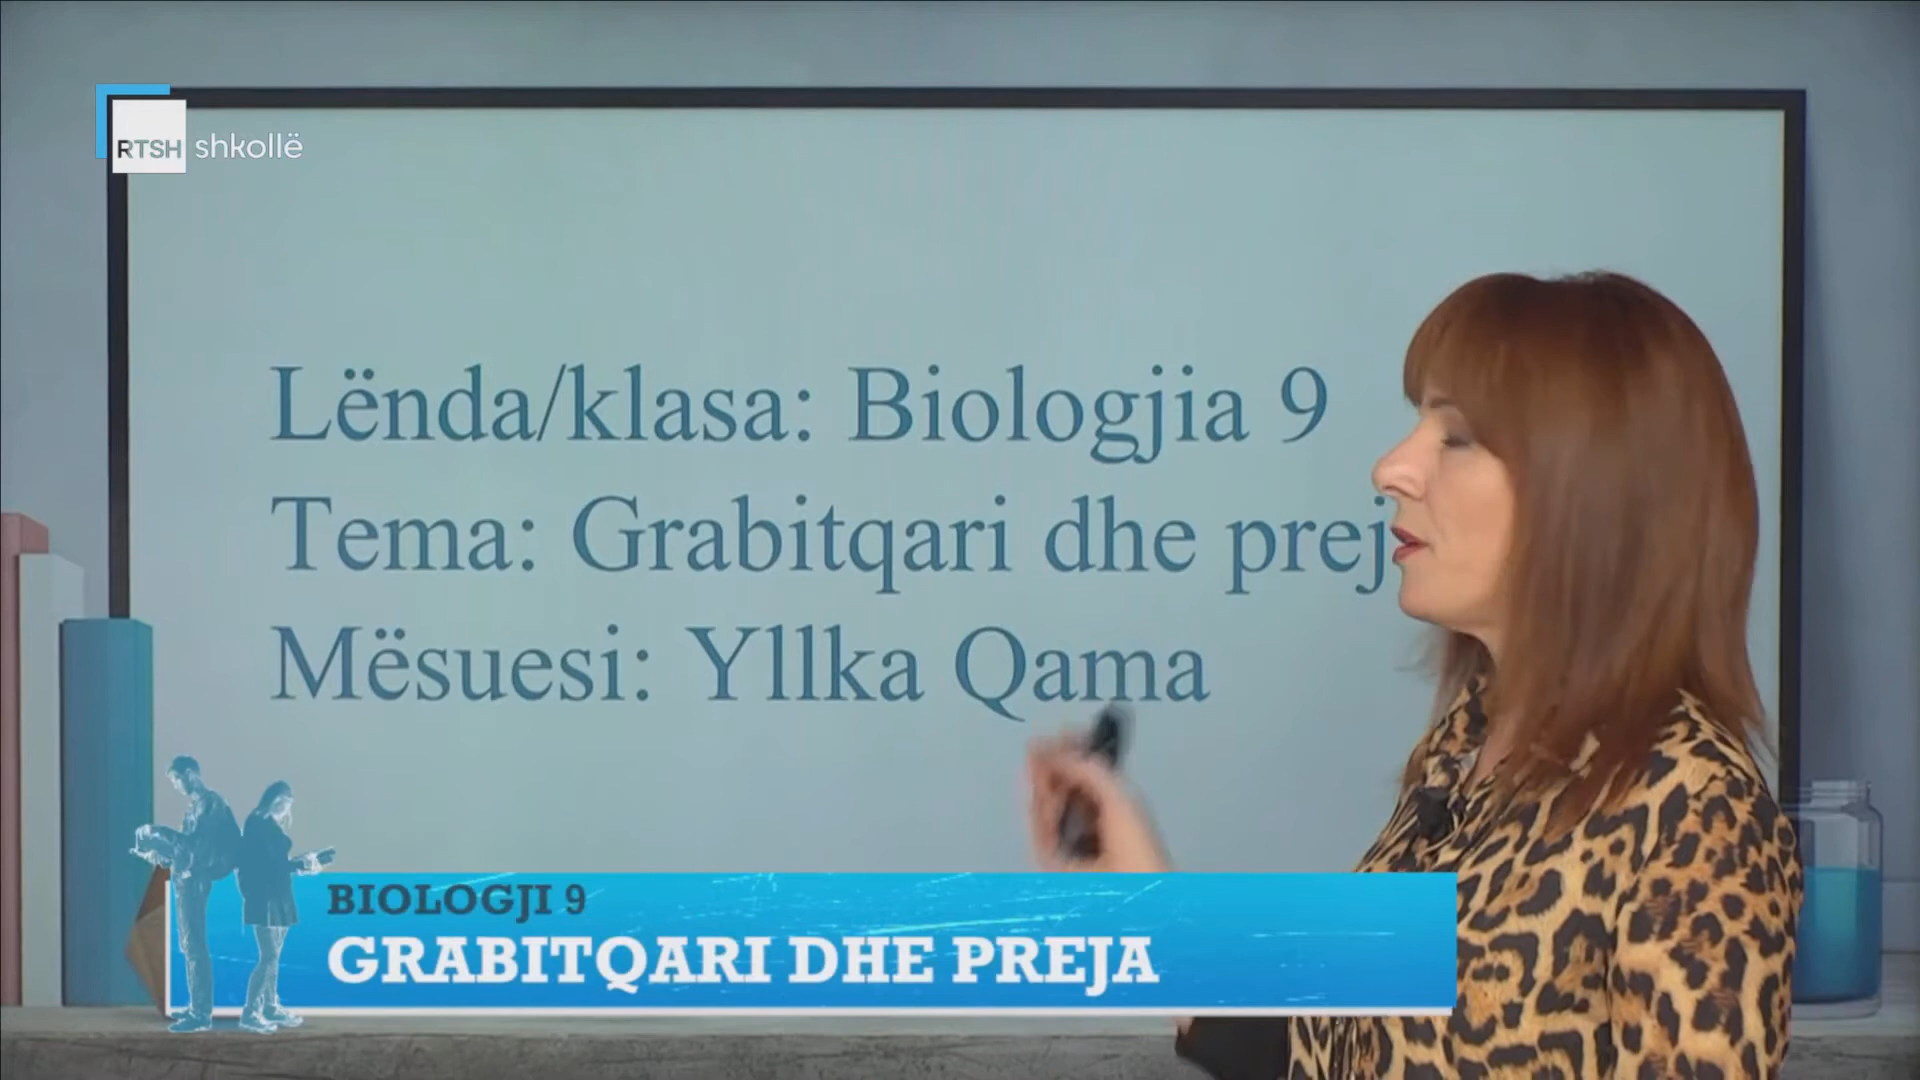 RTSH shkollë
Lënda/klasa: Biologjia 9
Tema: Grabitqari dhe prej
Mësuesi: Yllka Qama
BIOLOGJI 9
GRABITQARI DHE PREJA